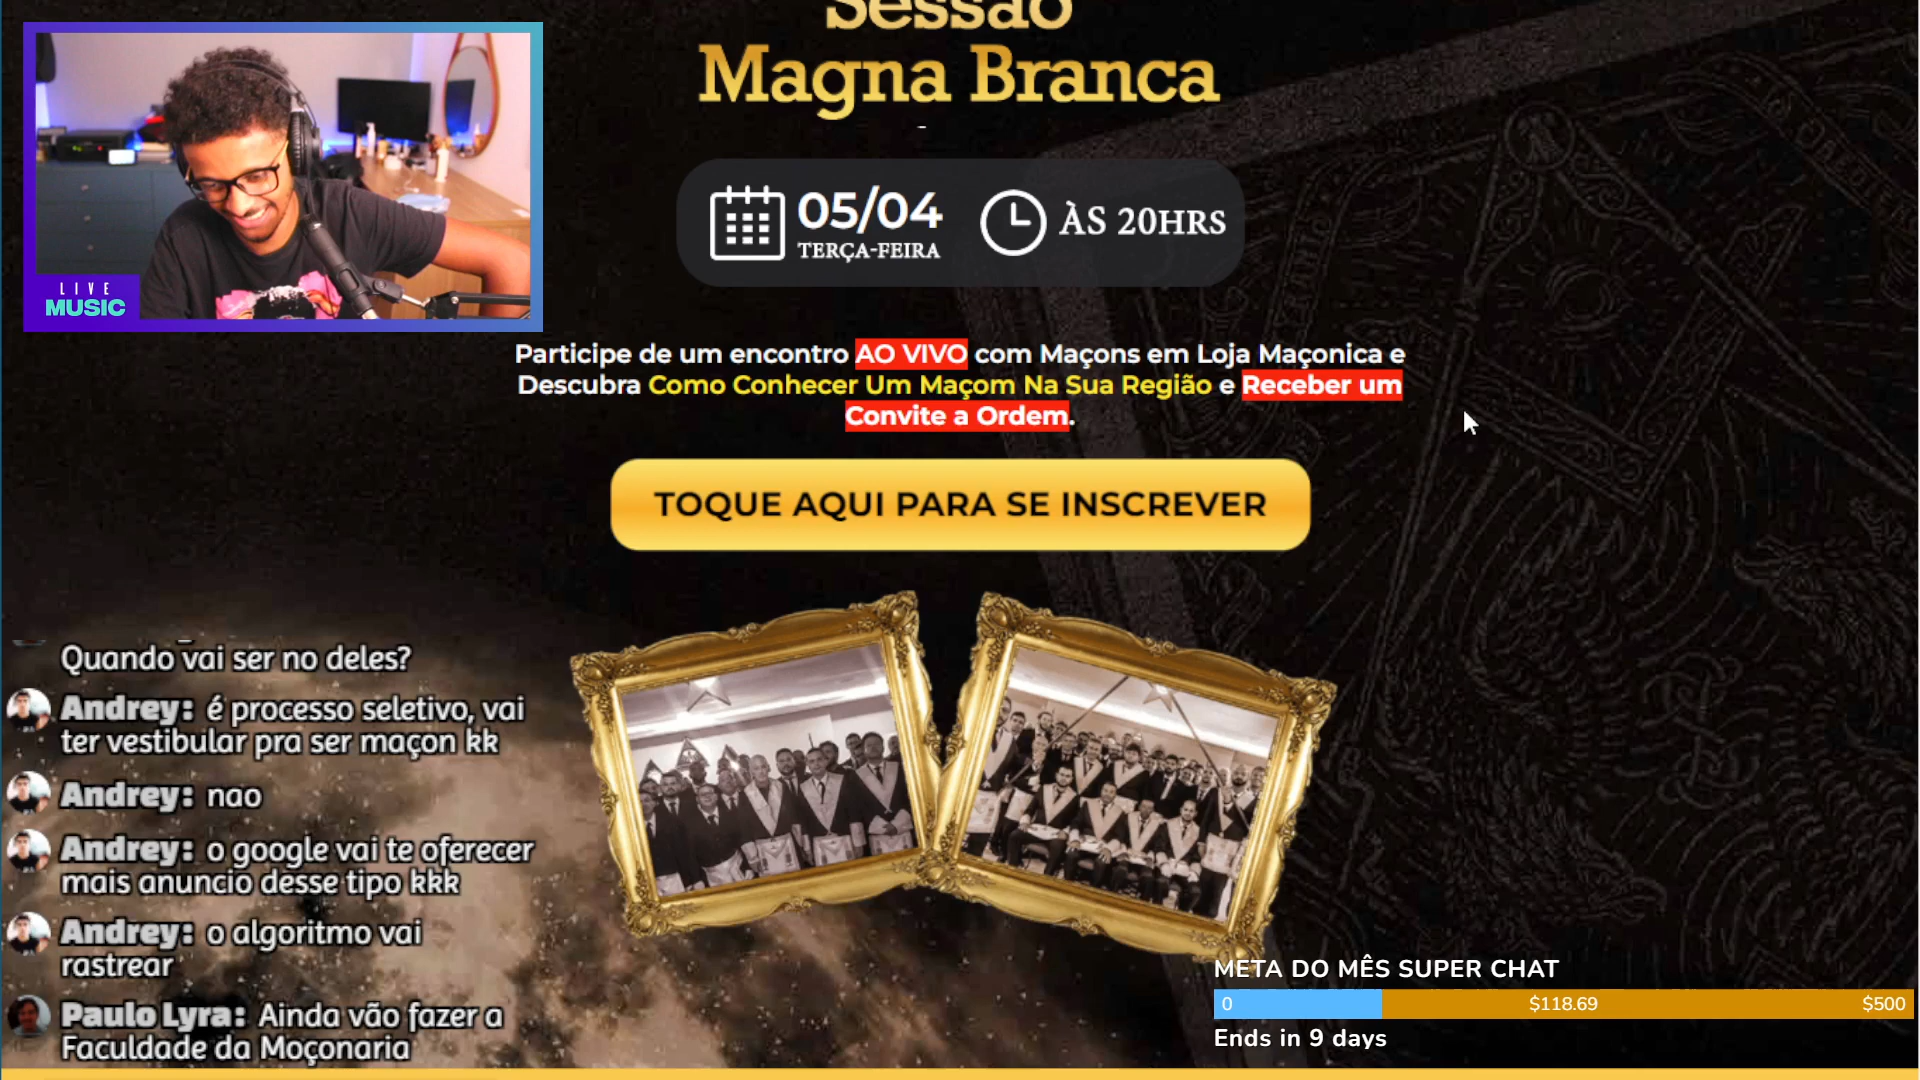 Sessão
Magna Branca
05/04
TERÇA-FEIRA
ÀS 20HRS
LIVE
MUSIC
Participe de um encontro AO VIVO com Maçons em Loja Maçonica e
Descubra Como Conhecer Um Maçom Na Sua Região e Receber um
Convite a Ordem.
TOQUE AQUI PARA SE INSCREVER
Quando vai ser no deles?
Andrey: é processo seletivo, vai
ter vestibular pra ser maçon kk
Andrey: nao
Andrey: o google vai te oferecer
mais anuncio desse tipo kkk
Andrey: o algoritmo vai
rastrear
Paulo Lyra: Ainda vão fazer a
Faculdade da Moçonaria
META DO MÊS SUPER CHAT
0 $118.69 $500
Ends in 9 days